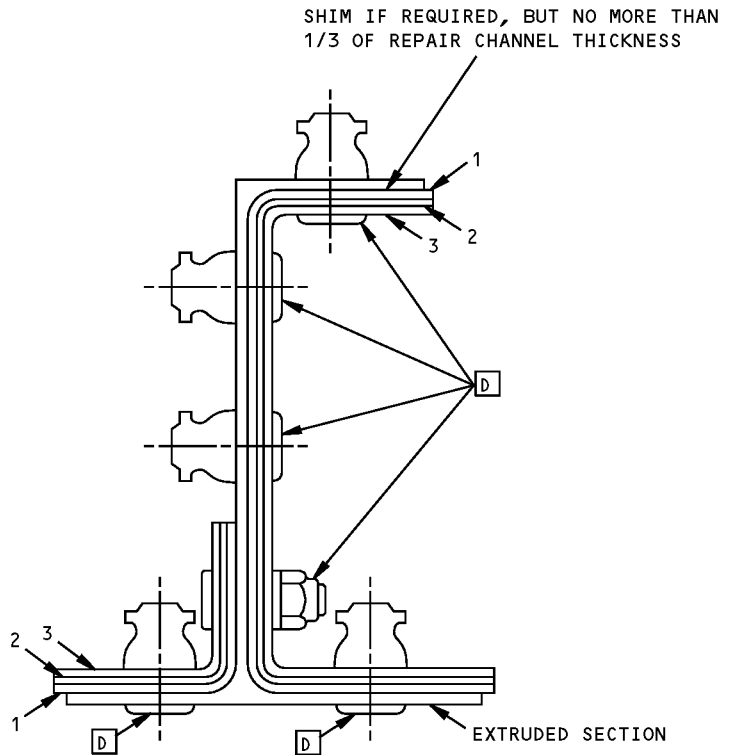 SHIM IF REQUIRED, BUT NO MORE THAN
1/3 OF REPAIR CHANNEL THICKNESS
1
2
3
D
3
2
1
D
D
EXTRUDED SECTION